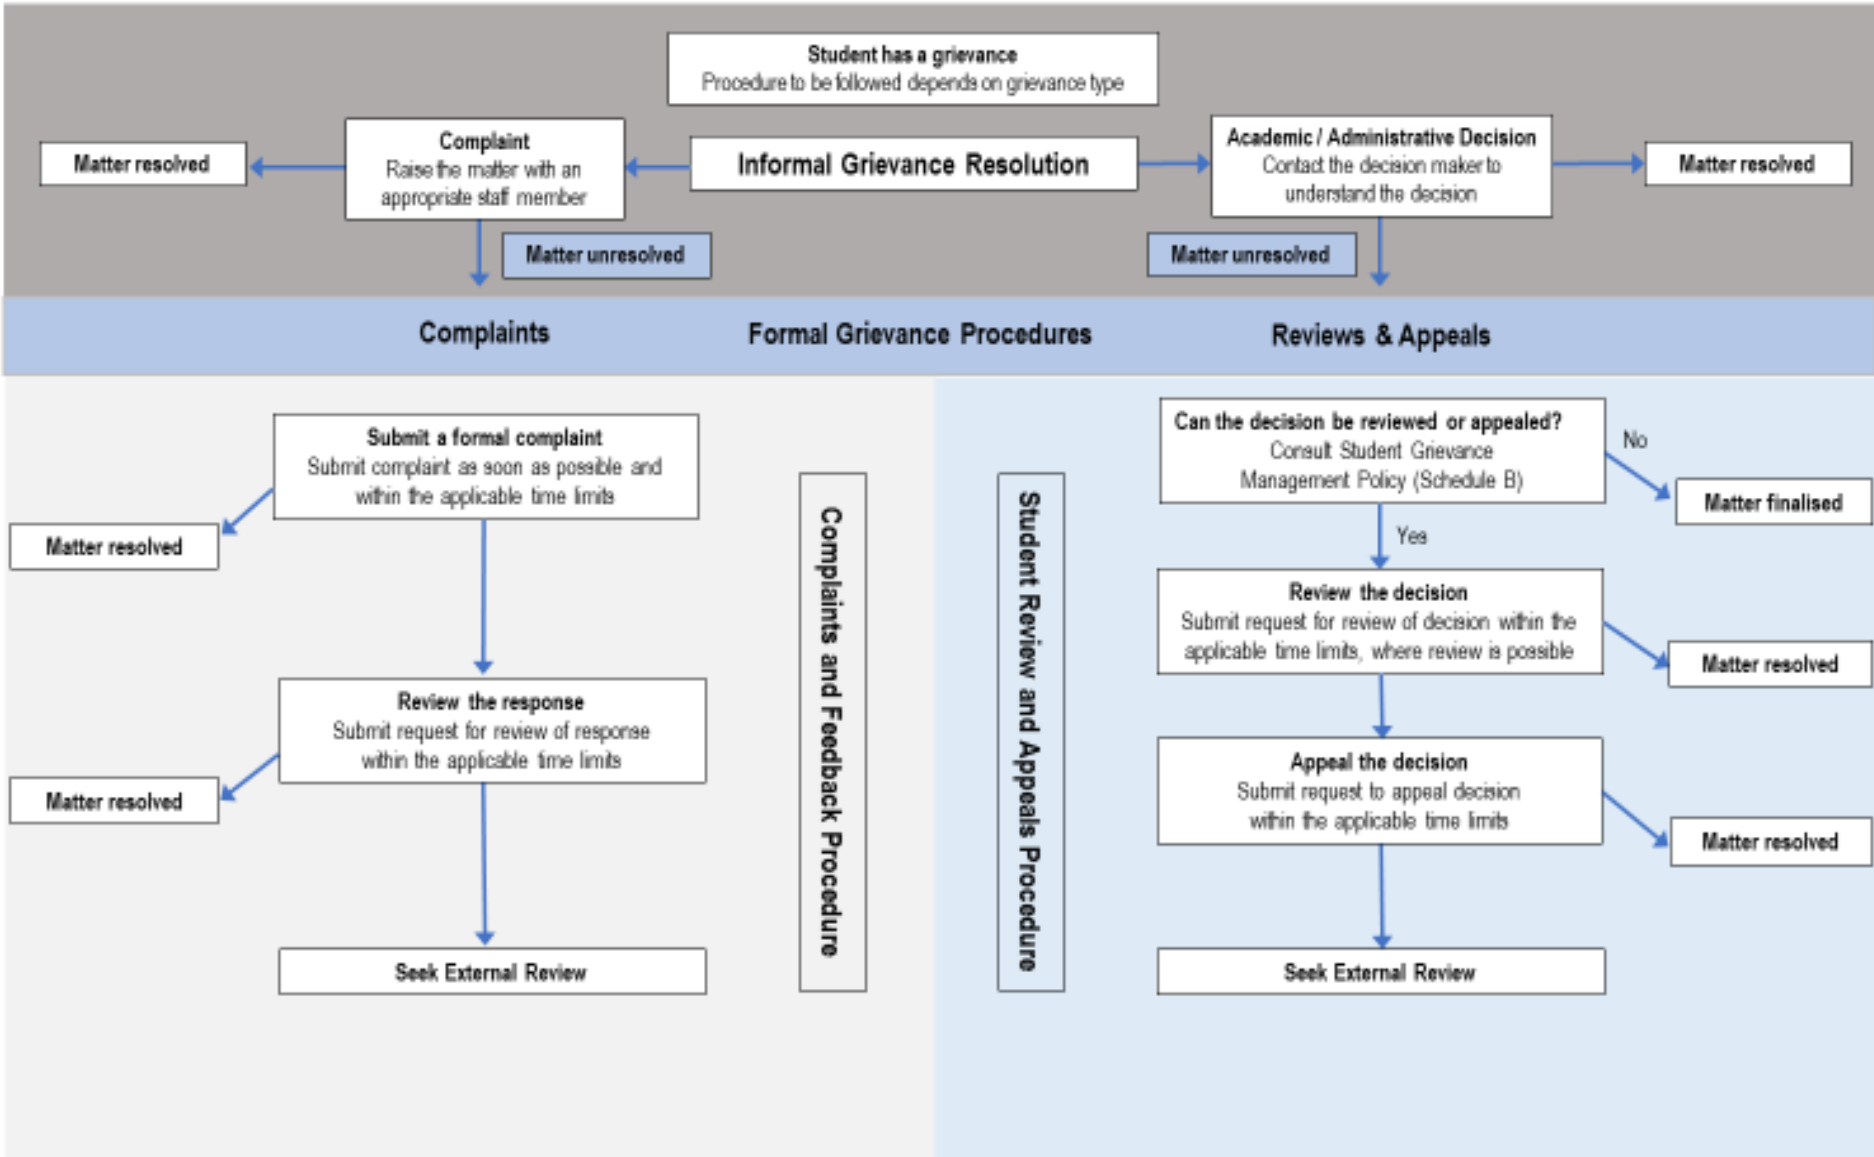 Student has a grievance
Procedure to be followed depends on grievance type
Matter resolved
Complaint
Raise the matter with an
appropriate staff member
Informal Grievance Resolution
Academic / Administrative Decision
Contact the decision maker to
understand the decision
Matter resolved
Matter unresolved
Matter unresolved
Complaints
Formal Grievance Procedures
Reviews & Appeals
Submit a formal complaint
Submit complaint as soon as possible and
within the applicable time limits
Matter resolved
Review the response
Submit request for review of response
within the applicable time limits
Matter resolved
Seek External Review
Complaints and Feedback Procedure
Student Review and Appeals Procedure
Can the decision be reviewed or appealed?
Consult Student Grievance
Management Policy (Schedule B)
No
Matter finalised
Yes
Review the decision
Submit request for review of decision within the
applicable time limits, where review is possible
Matter resolved
Appeal the decision
Submit request to appeal decision
within the applicable time limits
Matter resolved
Seek External Review